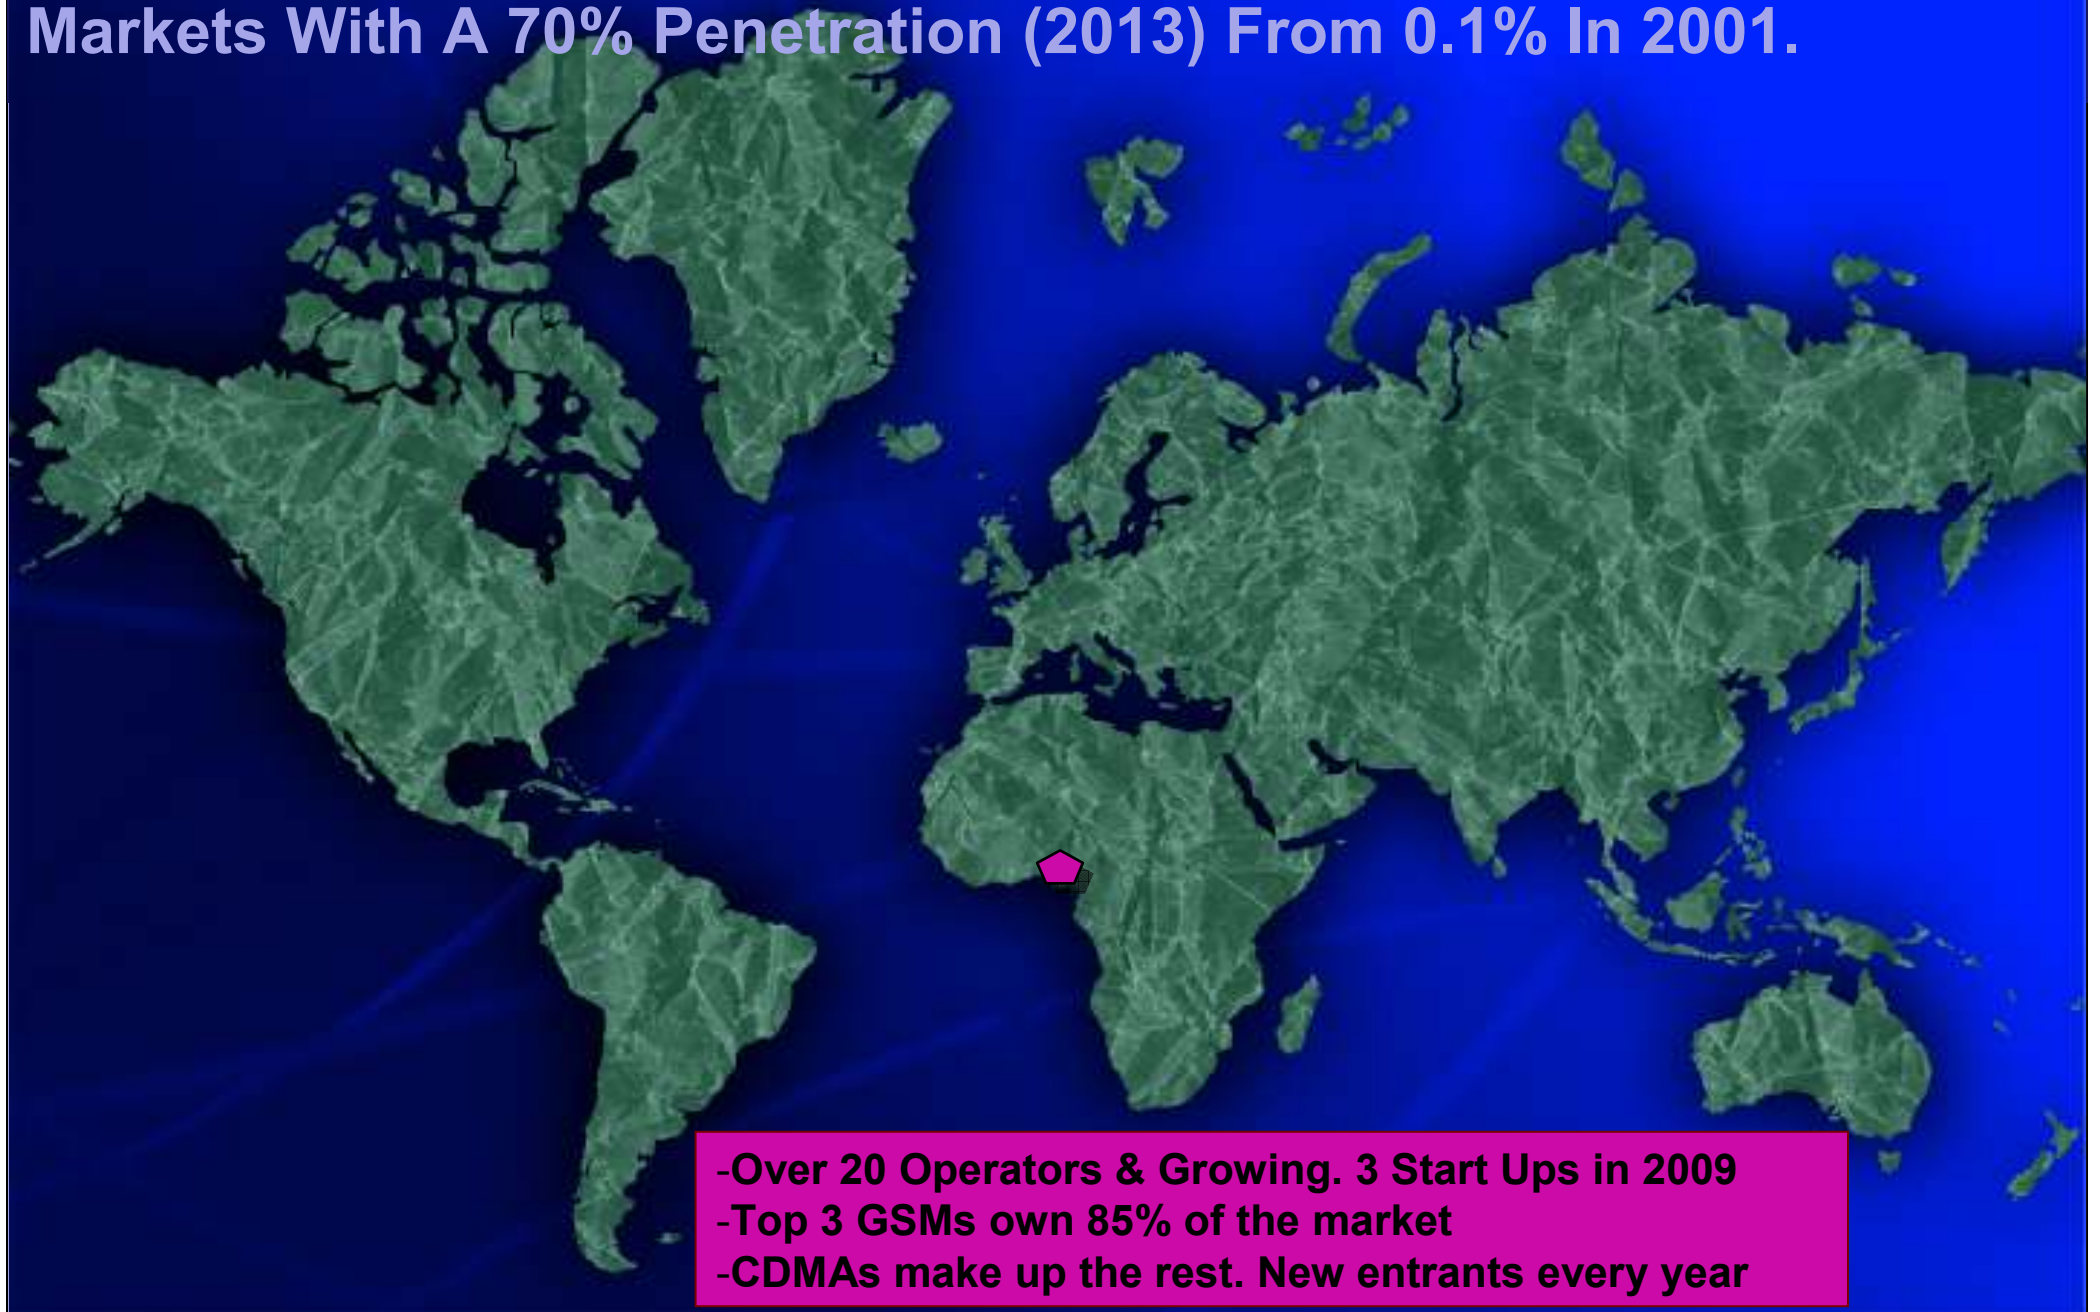 Markets With A 70% Penetration (2013) From 0.1% In 2001.
-Over 20 Operators & Growing. 3 Start Ups in 2009
-Top 3 GSMs own 85% of the market
-CDMAs make up the rest. New entrants every year